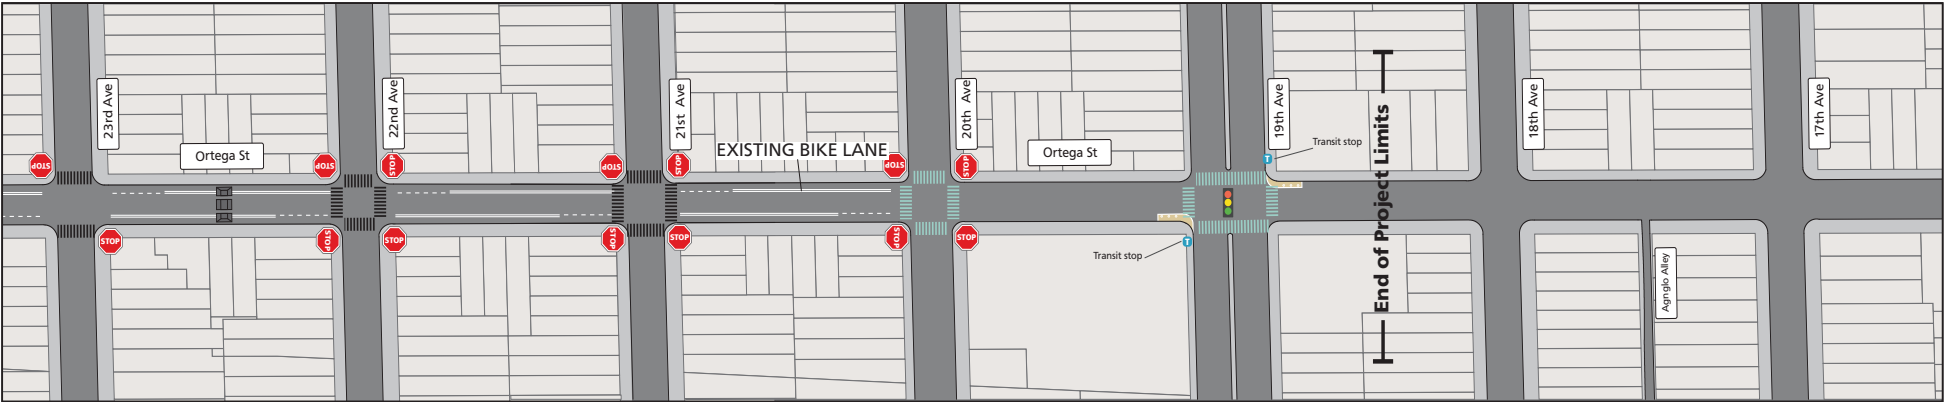 23rd Ave
22nd Ave
21st Ave
20th Ave
19th Ave
18th Ave
17th Ave
End of Project Limits
Transit stop
EXISTING BIKE LANE
Ortega St
Ortega St
STOP
STOP
STOP
STOP
STOP
STOP
STOP
T
STOP
STOP
STOP
STOP
STOP
STOP
STOP
T
Transit stop
Agnglo Alley